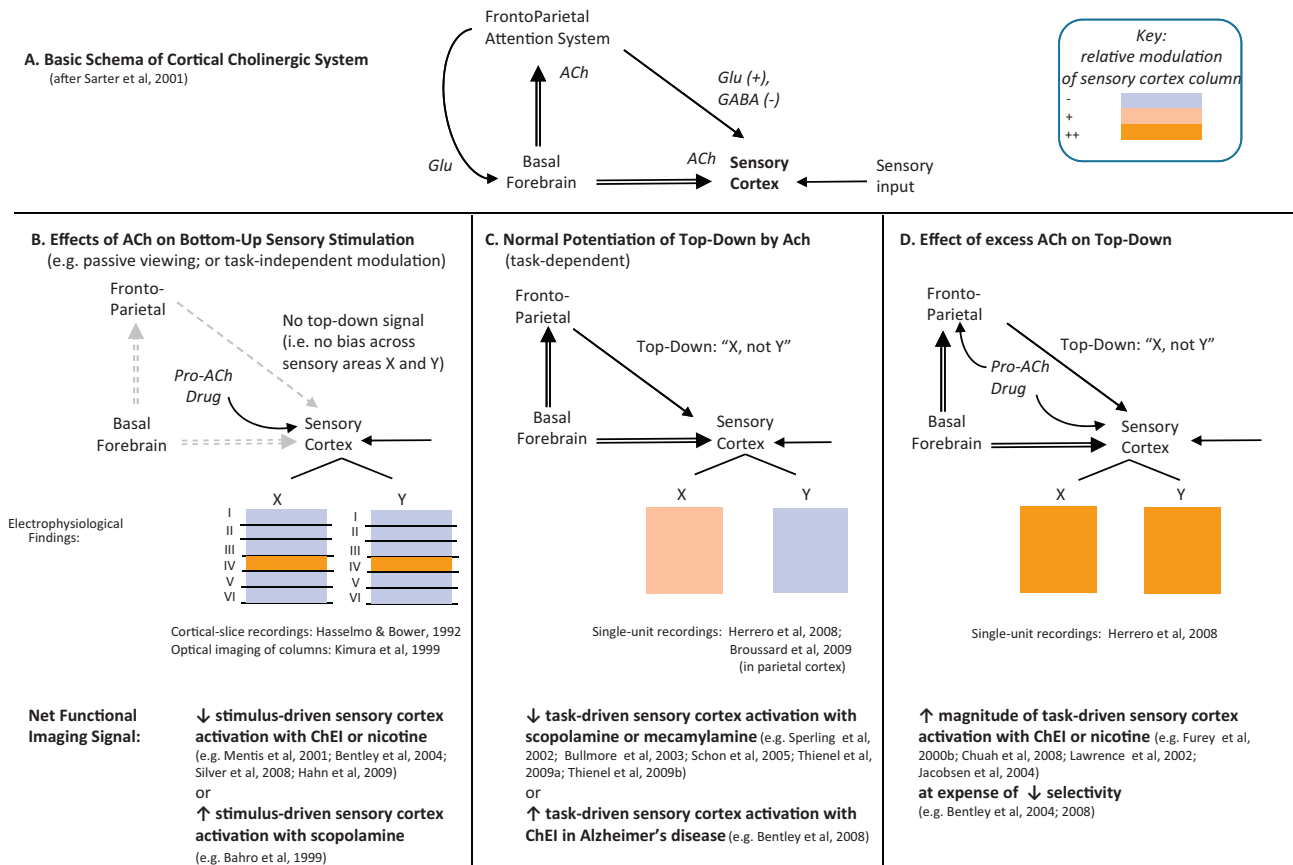 FrontoParietal
Attention System
A. Basic Schema of Cortical Cholinergic System
(after Sarter et al, 2001)
ACh
Glu (+),
GABA (-)
Glu
Basal
Forebrain
ACh
Sensory
Cortex
Sensory
input
Key:
relative modulation
of sensory cortex column
-
+
++
B. Effects of ACh on Bottom-Up Sensory Stimulation
(e.g. passive viewing; or task-independent modulation)
Fronto-
Parietal
No top-down signal
(i.e. no bias across
sensory areas X and Y)
Pro-ACh
Drug
Basal
Forebrain
Sensory
Cortex
X
Y
Electrophysiological
Findings:
I
II
III
IV
V
VI
I
II
III
IV
V
VI
Cortical-slice recordings: Hasselmo & Bower, 1992
Optical imaging of columns: Kimura et al, 1999
Net Functional
Imaging Signal:
↓ stimulus-driven sensory cortex
activation with ChEI or nicotine
(e.g. Mentis et al, 2001; Bentley et al, 2004;
Silver et al, 2008; Hahn et al, 2009)
or
↑ stimulus-driven sensory cortex
activation with scopolamine
(e.g. Bahro et al, 1999)
C. Normal Potentiation of Top-Down by Ach
(task-dependent)
Fronto-
Parietal
Top-Down: “X, not Y”
Basal
Forebrain
Sensory
Cortex
X
Y
Single-unit recordings: Herrero et al, 2008;
Broussard et al, 2009
(in parietal cortex)
↓ task-driven sensory cortex activation with
scopolamine or mecamylamine (e.g. Sperling et al,
2002; Bullmore et al, 2003; Schon et al, 2005; Thienel et al,
2009a; Thienel et al, 2009b)
or
↑ task-driven sensory cortex activation with
ChEI in Alzheimer’s disease (e.g. Bentley et al, 2008)
D. Effect of excess ACh on Top-Down
Fronto-
Parietal
Top-Down: “X, not Y”
Pro-ACh
Drug
Basal
Forebrain
Sensory
Cortex
X
Y
Single-unit recordings: Herrero et al, 2008
↑ magnitude of task-driven sensory cortex
activation with ChEI or nicotine (e.g. Furey et al,
2000b; Chuah et al, 2008; Lawrence et al, 2002;
Jacobsen et al, 2004)
at expense of ↓ selectivity
(e.g. Bentley et al, 2004; 2008)